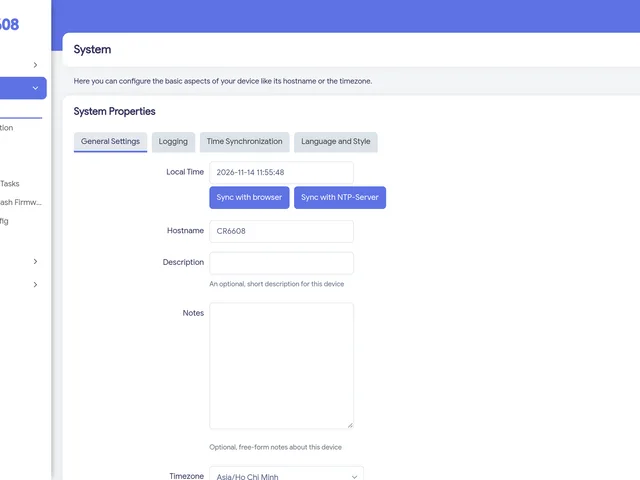 608
System
Here you can configure the basic aspects of your device like its hostname or the timezone.
System Properties
General Settings
Logging
Time Synchronization
Language and Style
Local Time
2026-11-14 11:55:48
Sync with browser
Sync with NTP-Server
Hostname
CR6608
Description
An optional, short description for this device
Notes
Optional, free-form notes about this device
Timezone
Asia/Ho Chi Minh
tion
Tasks
ash Firmw...
fig